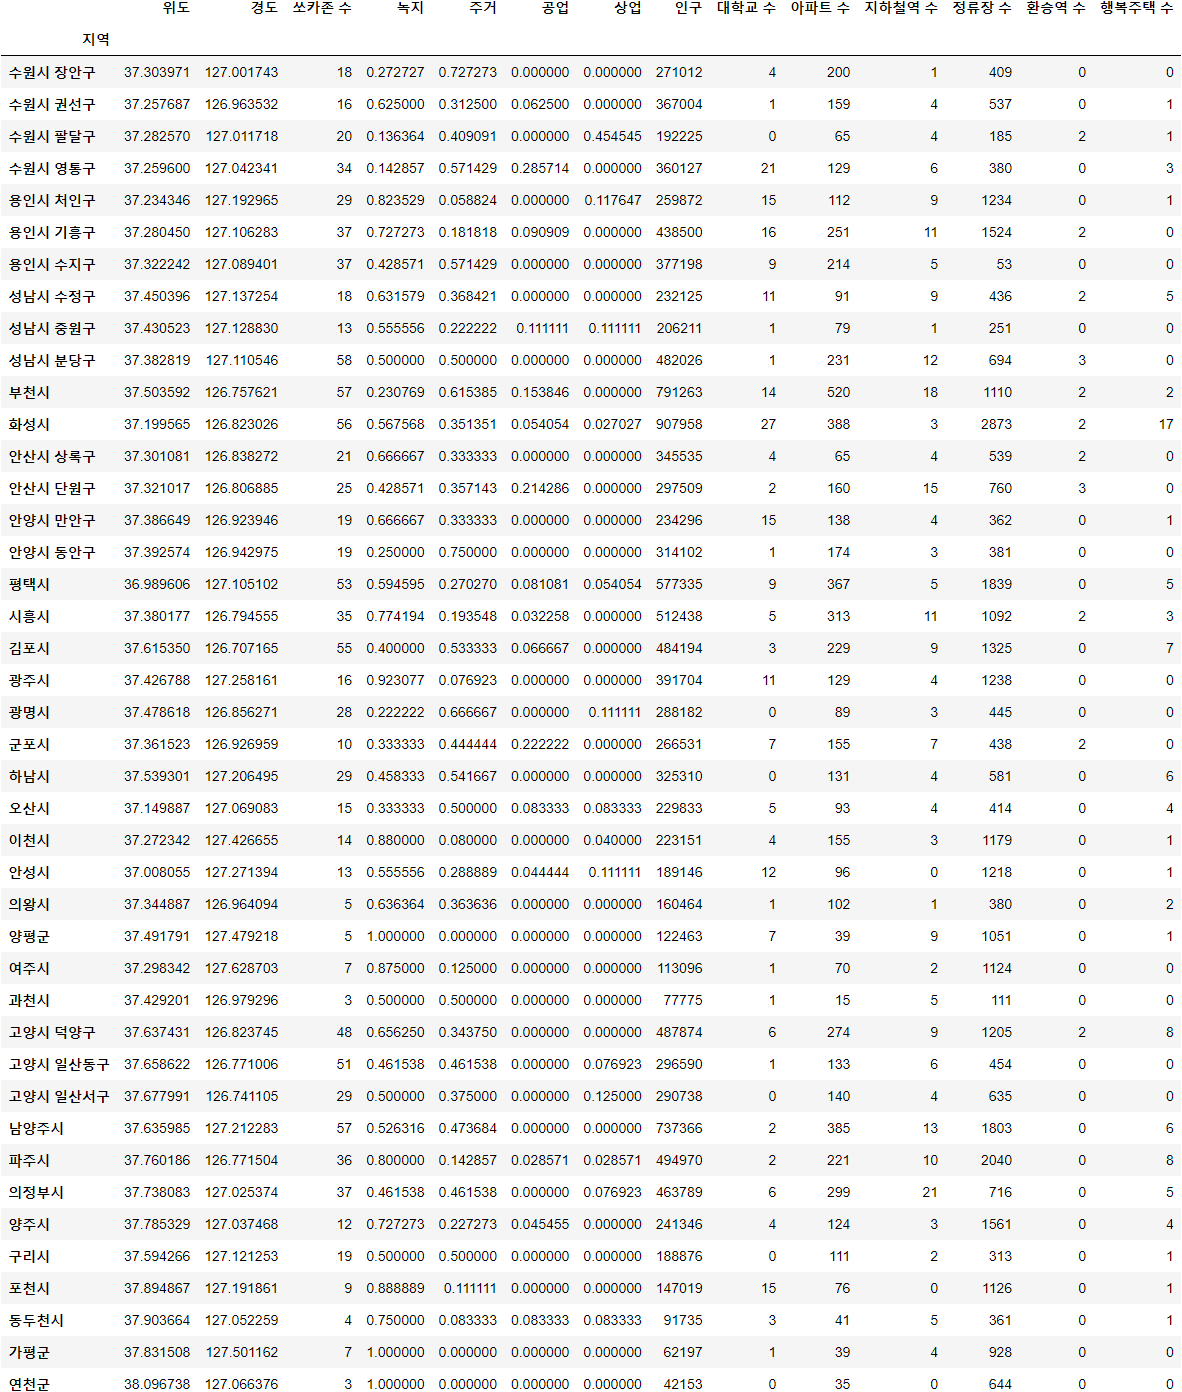 위도 경도 쏘카존 수 녹지 주거 공업 상업 인구 대학교 수 아파트 수 지하철역 수 정류장 수 환승역 수 행복주택 수
지역
수원시 장안구 37.303971 127.001743 18 0.272727 0.727273 0.000000 0.000000 271012 4 200 1 409 0 0
수원시 권선구 37.257687 126.963532 16 0.625000 0.312500 0.062500 0.000000 367004 1 159 4 537 0 1
수원시 팔달구 37.282570 127.011718 20 0.136364 0.409091 0.000000 0.454545 192225 0 65 4 185 2 1
수원시 영통구 37.259600 127.042341 34 0.142857 0.571429 0.285714 0.000000 360127 21 129 6 380 0 3
용인시 처인구 37.234346 127.192965 29 0.823529 0.058824 0.000000 0.117647 259872 15 112 9 1234 0 1
용인시 기흥구 37.280450 127.106283 37 0.727273 0.181818 0.090909 0.000000 438500 16 251 11 1524 2 0
용인시 수지구 37.322242 127.089401 37 0.428571 0.571429 0.000000 0.000000 377198 9 214 5 53 0 0
성남시 수정구 37.450396 127.137254 18 0.631579 0.368421 0.000000 0.000000 232125 11 91 9 436 2 5
성남시 중원구 37.430523 127.128830 13 0.555556 0.222222 0.111111 0.111111 206211 1 79 1 251 0 0
성남시 분당구 37.382819 127.110546 58 0.500000 0.500000 0.000000 0.000000 482026 1 231 12 694 3 0
부천시 37.503592 126.757621 57 0.230769 0.615385 0.153846 0.000000 791263 14 520 18 1110 2 2
화성시 37.199565 126.823026 56 0.567568 0.351351 0.054054 0.027027 907958 27 388 3 2873 2 17
안산시 상록구 37.301081 126.838272 21 0.666667 0.333333 0.000000 0.000000 345535 4 65 4 539 2 0
안산시 단원구 37.321017 126.806885 25 0.428571 0.357143 0.214286 0.000000 297509 2 160 15 760 3 0
안양시 만안구 37.386649 126.923946 19 0.666667 0.333333 0.000000 0.000000 234296 15 138 4 362 0 1
안양시 동안구 37.392574 126.942975 19 0.250000 0.750000 0.000000 0.000000 314102 1 174 3 381 0 0
평택시 36.989606 127.105102 53 0.594595 0.270270 0.081081 0.054054 577335 9 367 5 1839 0 5
시흥시 37.380177 126.794555 35 0.774194 0.193548 0.032258 0.000000 512438 5 313 11 1092 2 3
김포시 37.615350 126.707165 55 0.400000 0.533333 0.066667 0.000000 484194 3 229 9 1325 0 7
광주시 37.426788 127.258161 16 0.923077 0.076923 0.000000 0.000000 391704 11 129 4 1238 0 0
광명시 37.478618 126.856271 28 0.222222 0.666667 0.000000 0.111111 288182 0 89 3 445 0 0
군포시 37.361523 126.926959 10 0.333333 0.444444 0.222222 0.000000 266531 7 155 7 438 2 0
하남시 37.539301 127.206495 29 0.458333 0.541667 0.000000 0.000000 325310 0 131 4 581 0 6
오산시 37.149887 127.069083 15 0.333333 0.500000 0.083333 0.083333 229833 5 93 4 414 0 4
이천시 37.272342 127.426655 14 0.880000 0.080000 0.000000 0.040000 223151 4 155 3 1179 0 1
안성시 37.008055 127.271394 13 0.555556 0.288889 0.044444 0.111111 189146 12 96 0 1218 0 1
의왕시 37.344887 126.964094 5 0.636364 0.363636 0.000000 0.000000 160464 1 102 1 380 0 2
양평군 37.491791 127.479218 5 1.000000 0.000000 0.000000 0.000000 122463 7 39 9 1051 0 1
여주시 37.298342 127.628703 7 0.875000 0.125000 0.000000 0.000000 113096 1 70 2 1124 0 0
과천시 37.429201 126.979296 3 0.500000 0.500000 0.000000 0.000000 77775 1 15 5 111 0 0
고양시 덕양구 37.637431 126.823745 48 0.656250 0.343750 0.000000 0.000000 487874 6 274 9 1205 2 8
고양시 일산동구 37.658622 126.771006 51 0.461538 0.461538 0.000000 0.076923 296590 1 133 6 454 0 0
고양시 일산서구 37.677991 126.741105 29 0.500000 0.375000 0.000000 0.125000 290738 0 140 4 635 0 0
남양주시 37.635985 127.212283 57 0.526316 0.473684 0.000000 0.000000 737366 2 385 13 1803 0 6
파주시 37.760186 126.771504 36 0.800000 0.142857 0.028571 0.028571 494970 2 221 10 2040 0 8
의정부시 37.738083 127.025374 37 0.461538 0.461538 0.000000 0.076923 463789 6 299 21 716 0 5
양주시 37.785329 127.037468 12 0.727273 0.227273 0.045455 0.000000 241346 4 124 3 1561 0 4
구리시 37.594266 127.121253 19 0.500000 0.500000 0.000000 0.000000 188876 0 111 2 313 0 1
포천시 37.894867 127.191861 9 0.888889 0.111111 0.000000 0.000000 147019 15 76 0 1126 0 1
동두천시 37.903664 127.052259 4 0.750000 0.083333 0.083333 0.083333 91735 3 41 5 361 0 1
가평군 37.831508 127.501162 7 1.000000 0.000000 0.000000 0.000000 62197 1 39 4 928 0 0
연천군 38.096738 127.066376 3 1.000000 0.000000 0.000000 0.000000 42153 0 35 0 644 0 0